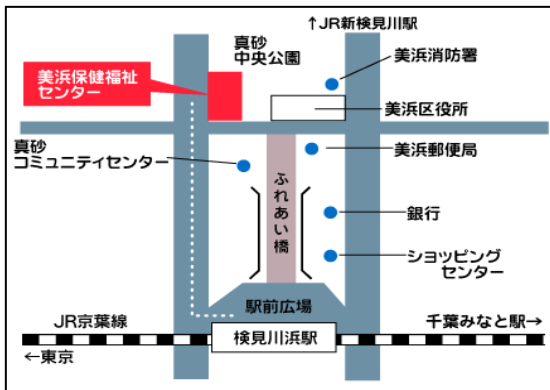 ↑JR新検見川駅
真砂
中央公園
美浜消防署
美浜保健福祉
センター
美浜区役所
真砂
コミュニティセンター
美浜郵便局
ふれあい橋
銀行
ショッピング
センター
駅前広場
JR京葉線
千葉みなと駅→
検見川浜駅
←東京